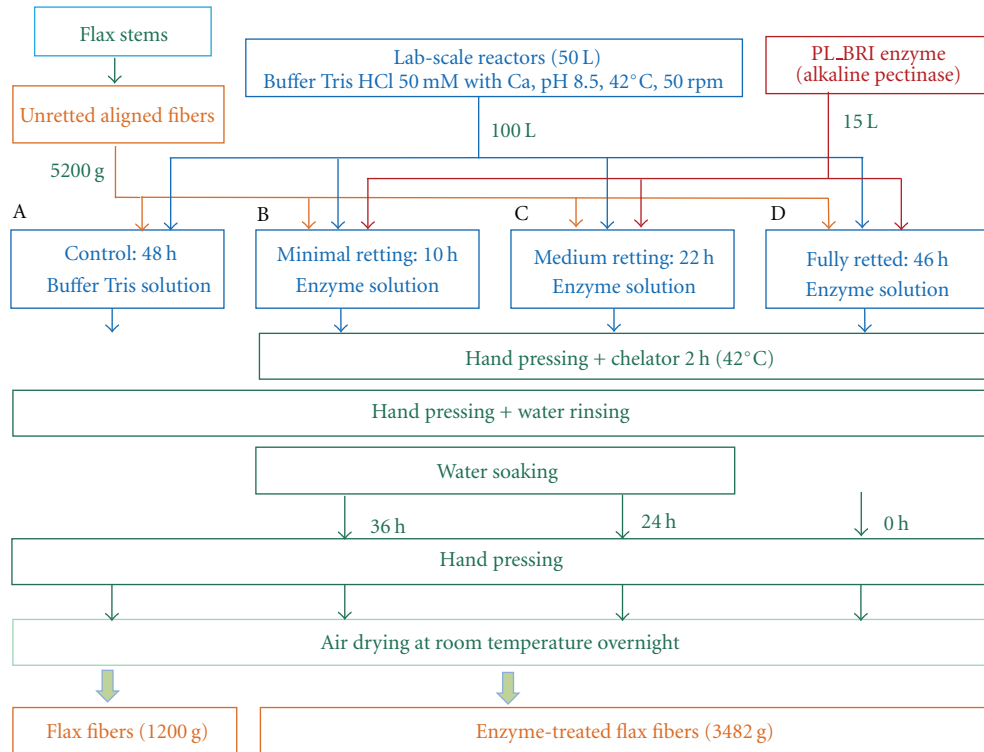 Flax stems
Lab-scale reactors (50 L)
Buffer Tris HCl 50 mM with Ca, pH 8.5, 42°C, 50 rpm
PL_BRI enzyme
(alkaline pectinase)
Unretted aligned fibers
100 L
15 L
5200 g
A
B
C
D
Control: 48 h
Buffer Tris solution
Minimal retting: 10 h
Enzyme solution
Medium retting: 22 h
Enzyme solution
Fully retted: 46 h
Enzyme solution
Hand pressing + chelator 2 h (42°C)
Hand pressing + water rinsing
Water soaking
36 h
24 h
0 h
Hand pressing
Air drying at room temperature overnight
Flax fibers (1200 g)
Enzyme-treated flax fibers (3482 g)